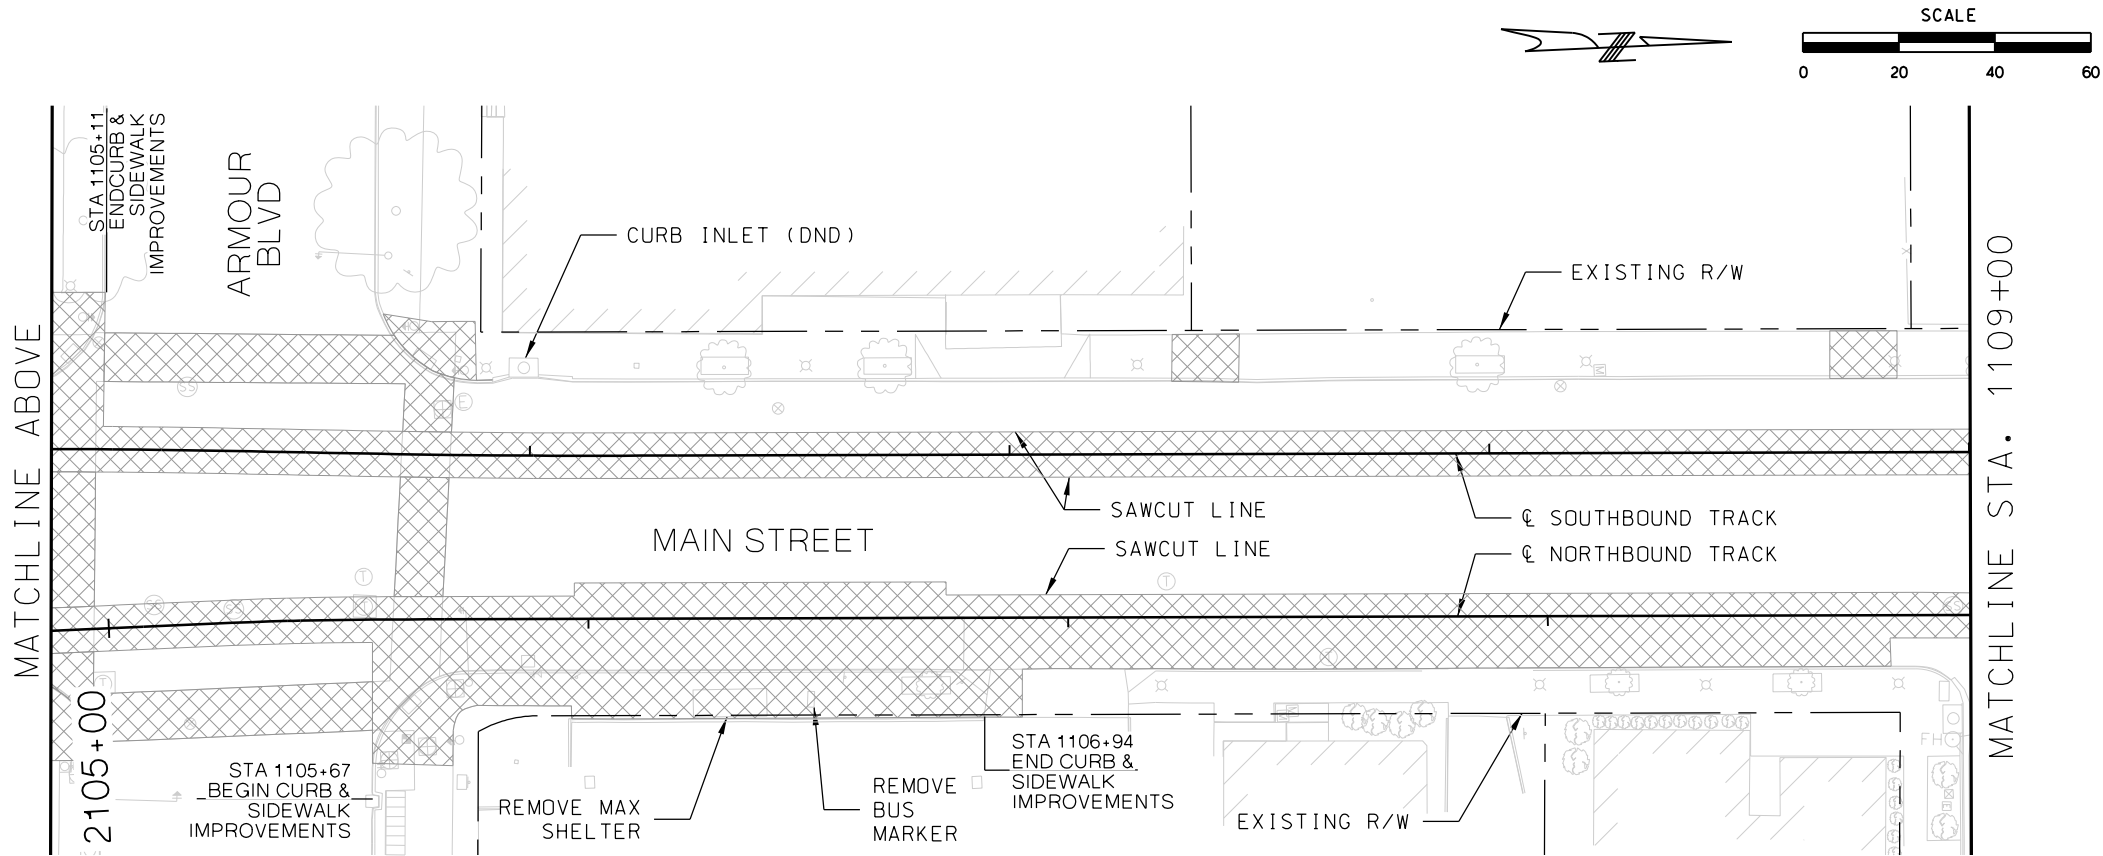 SCALE
0 20 40 60
STA 1105+11
ENDCURB &
SIDEWALK
IMPROVEMENTS
ARMOUR
BLVD
CURB INLET (DND)
EXISTING R/W
MATCHLINE ABOVE
MATCHLINE STA. 1109+00
SS
E
M
SAWCUT LINE
SAWCUT LINE
MAIN STREET
℄ SOUTHBOUND TRACK
℄ NORTHBOUND TRACK
T
T
SS
SS
T
2105+00
STA 1105+67
BEGIN CURB &
SIDEWALK
IMPROVEMENTS
REMOVE MAX
SHELTER
REMOVE
BUS
MARKER
STA 1106+94
END CURB &
SIDEWALK
IMPROVEMENTS
EXISTING R/W
FH